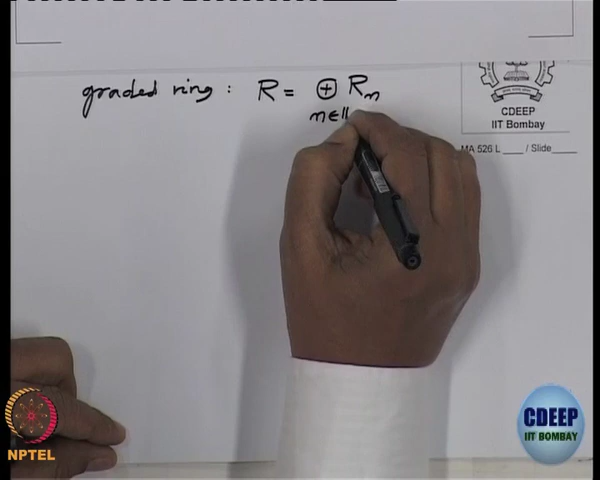 graded ring : R = ⊕ Rn
n∈
CDEEP
IIT Bombay
MA 526 L ___ / Slide___
NPTEL
CDEEP
IIT BOMBAY